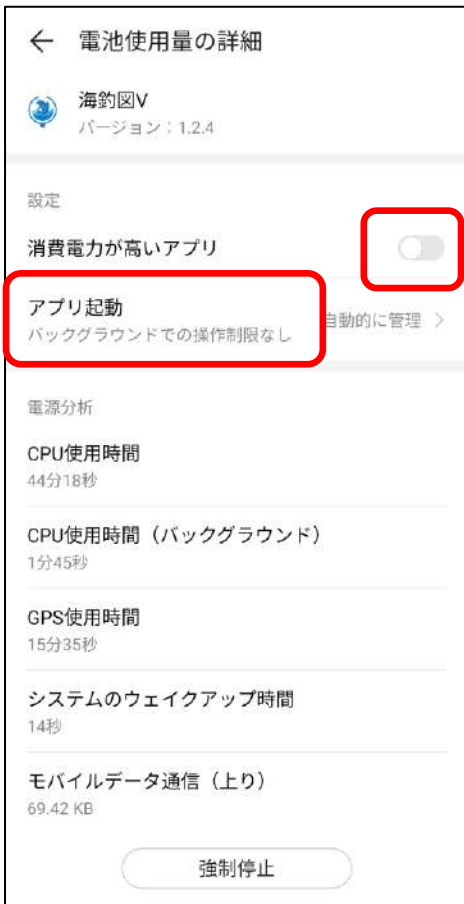 電池使用量の詳細
海釣図V
バージョン：1.2.4
設定
消費電力が高いアプリ
アプリ起動
バックグラウンドでの操作制限なし
自動的に管理
電源分析
CPU使用時間
44分18秒
CPU使用時間（バックグラウンド）
1分45秒
GPS使用時間
15分35秒
システムのウェイクアップ時間
14秒
モバイルデータ通信（上り）
69.42 KB
強制停止